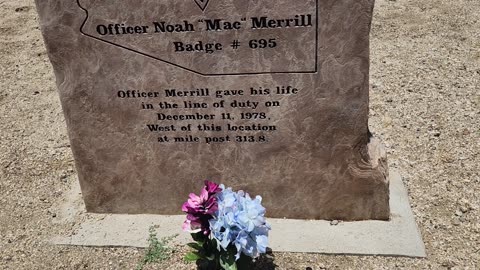 Officer Noah "Mac" Merrill
Badge # 695
Officer Merrill gave his life
in the line of duty on
December 11, 1978,
West of this location
at mile post 313.8.